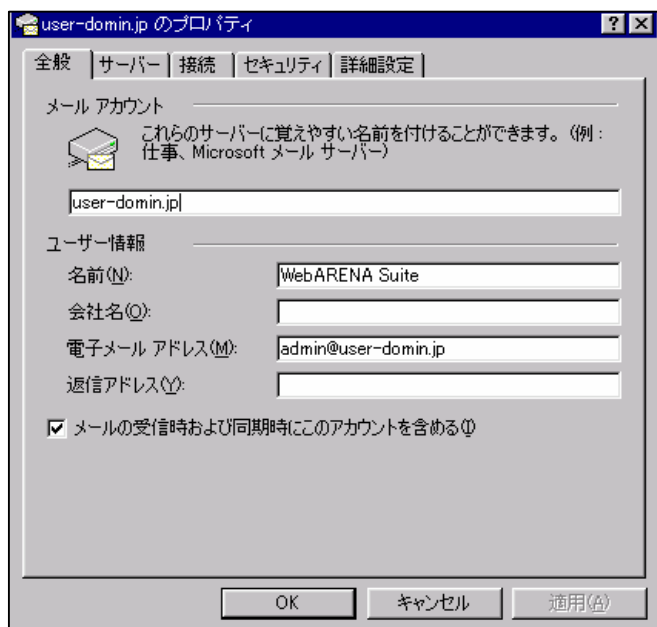 user-domin.jp のプロパティ
全般 サーバー 接続 セキュリティ 詳細設定
メール アカウント
これらのサーバーに覚えやすい名前を付けることができます。(例:
仕事、Microsoft メール サーバー)
user-domin.jp
ユーザー情報
名前(N): WebARENA Suite
会社名(O):
電子メール アドレス(M): admin@user-domin.jp
返信アドレス(Y):
メールの受信時および同期時にこのアカウントを含める(I)
OK キャンセル 適用(A)